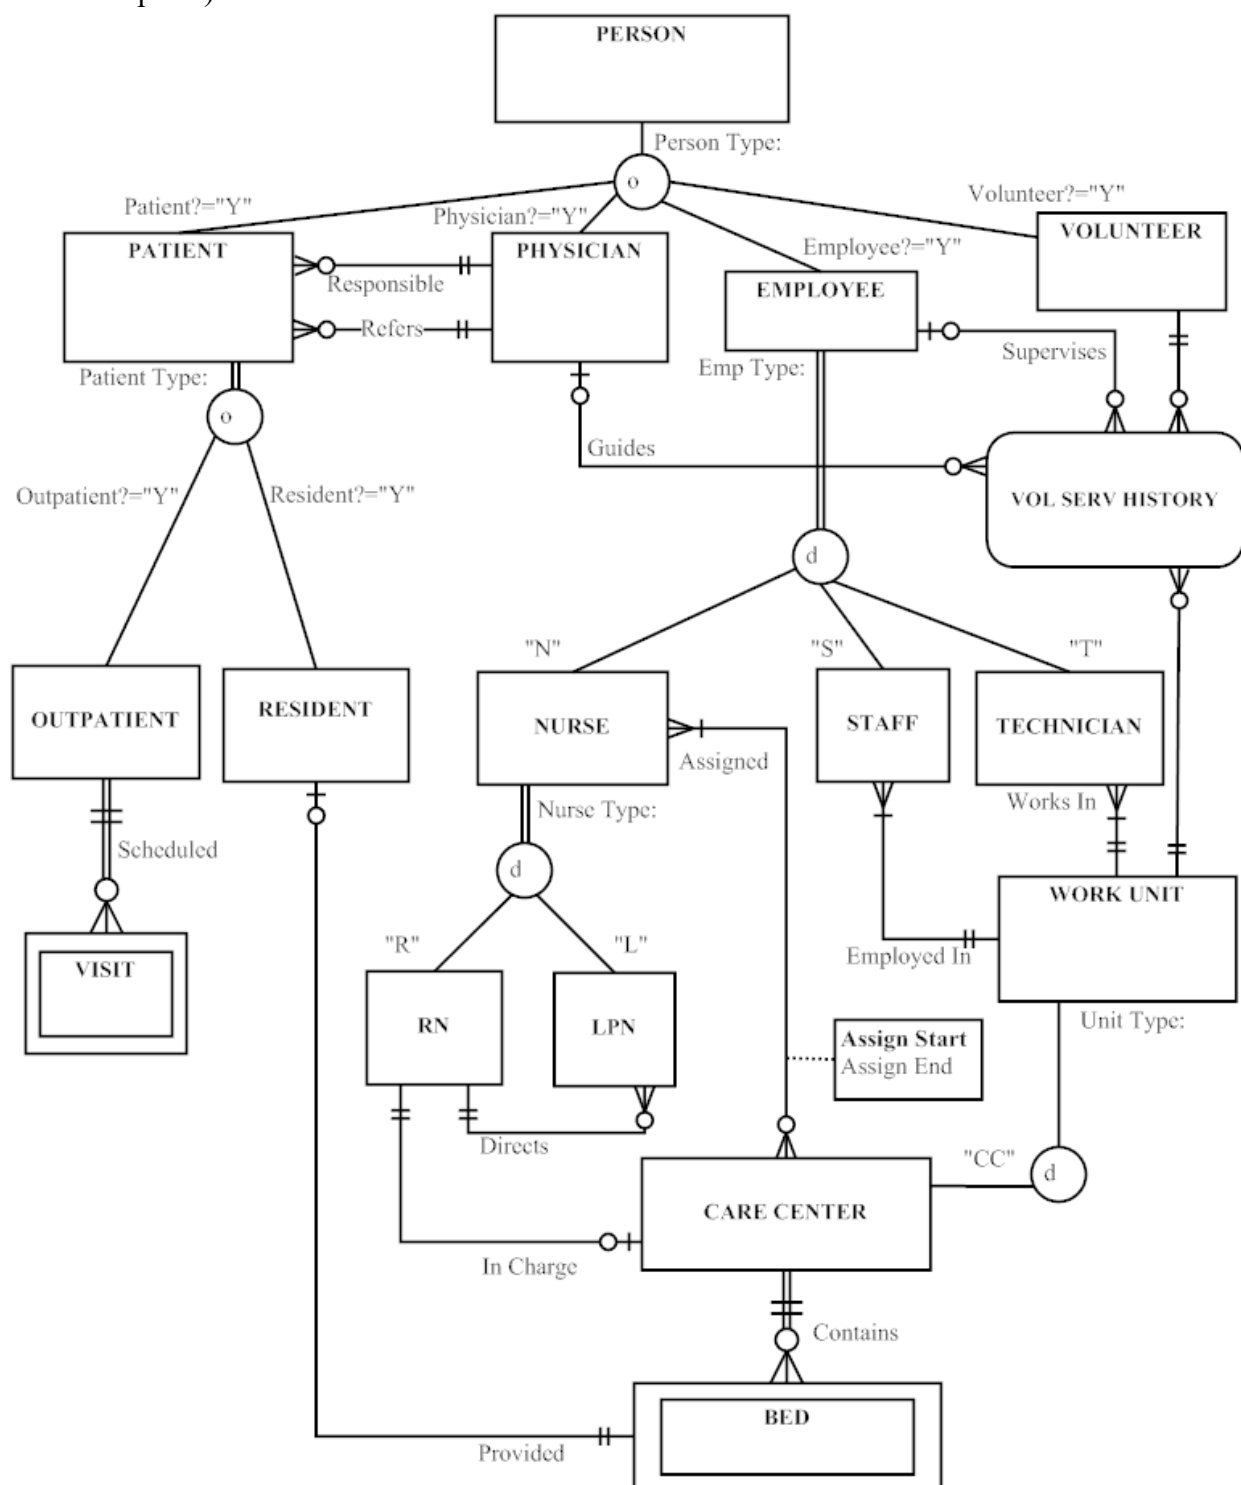 PERSON
Person Type:
o
Patient?="Y"
Physician?="Y"
Employee?="Y"
Volunteer?="Y"
PATIENT
PHYSICIAN
EMPLOYEE
VOLUNTEER
Responsible
Refers
Supervises
Patient Type:
Emp Type:
o
Guides
Outpatient?="Y"
Resident?="Y"
VOL SERV HISTORY
d
"N"
"S"
"T"
OUTPATIENT
RESIDENT
NURSE
STAFF
TECHNICIAN
Assigned
Nurse Type:
Works In
Scheduled
d
WORK UNIT
"R"
"L"
Employed In
VISIT
RN
LPN
Unit Type:
Assign Start
Assign End
Directs
"CC"
d
CARE CENTER
In Charge
Contains
BED
Provided